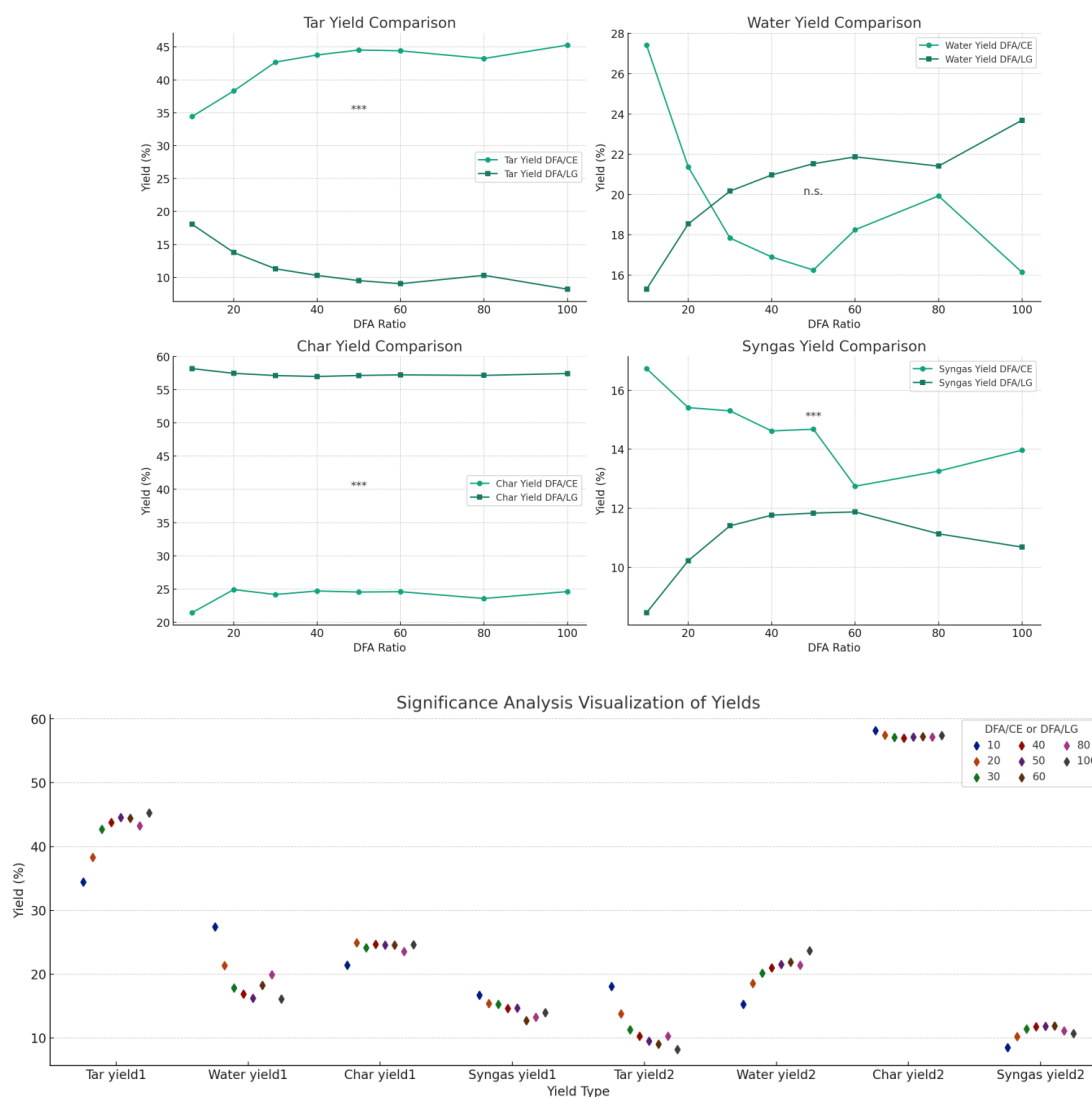 Tar Yield Comparison
45
40
35
30
25
20
15
10
Yield (%)
***
Tar Yield DFA/CE
Tar Yield DFA/LG
20 40 60 80 100
DFA Ratio
Water Yield Comparison
28
26
24
22
20
18
16
Yield (%)
n.s.
Water Yield DFA/CE
Water Yield DFA/LG
20 40 60 80 100
DFA Ratio
Char Yield Comparison
60
55
50
45
40
35
30
25
20
Yield (%)
***
Char Yield DFA/CE
Char Yield DFA/LG
20 40 60 80 100
DFA Ratio
Syngas Yield Comparison
16
14
12
10
Yield (%)
***
Syngas Yield DFA/CE
Syngas Yield DFA/LG
20 40 60 80 100
DFA Ratio
Significance Analysis Visualization of Yields
60
50
40
30
20
10
Yield (%)
DFA/CE or DFA/LG
10 40 80
20 50 100
30 60
Tar yield1 Water yield1 Char yield1 Syngas yield1 Tar yield2 Water yield2 Char yield2 Syngas yield2
Yield Type